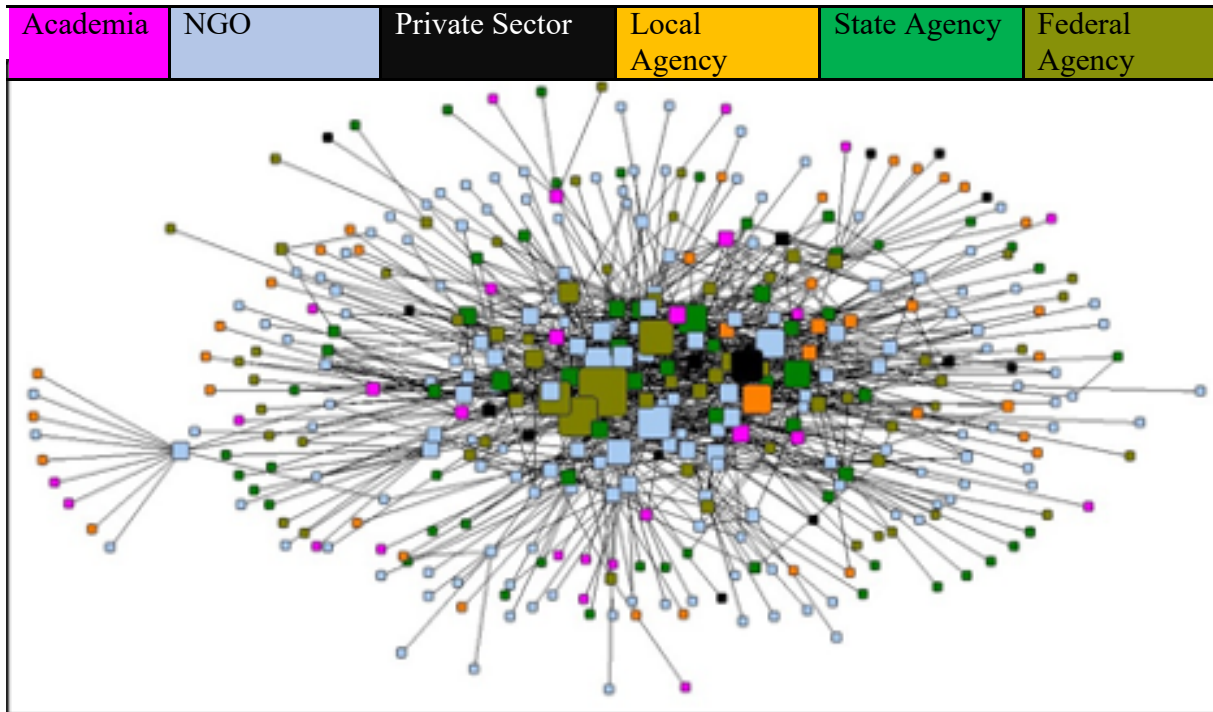 Academia
NGO
Private Sector
Local
Agency
State Agency
Federal
Agency